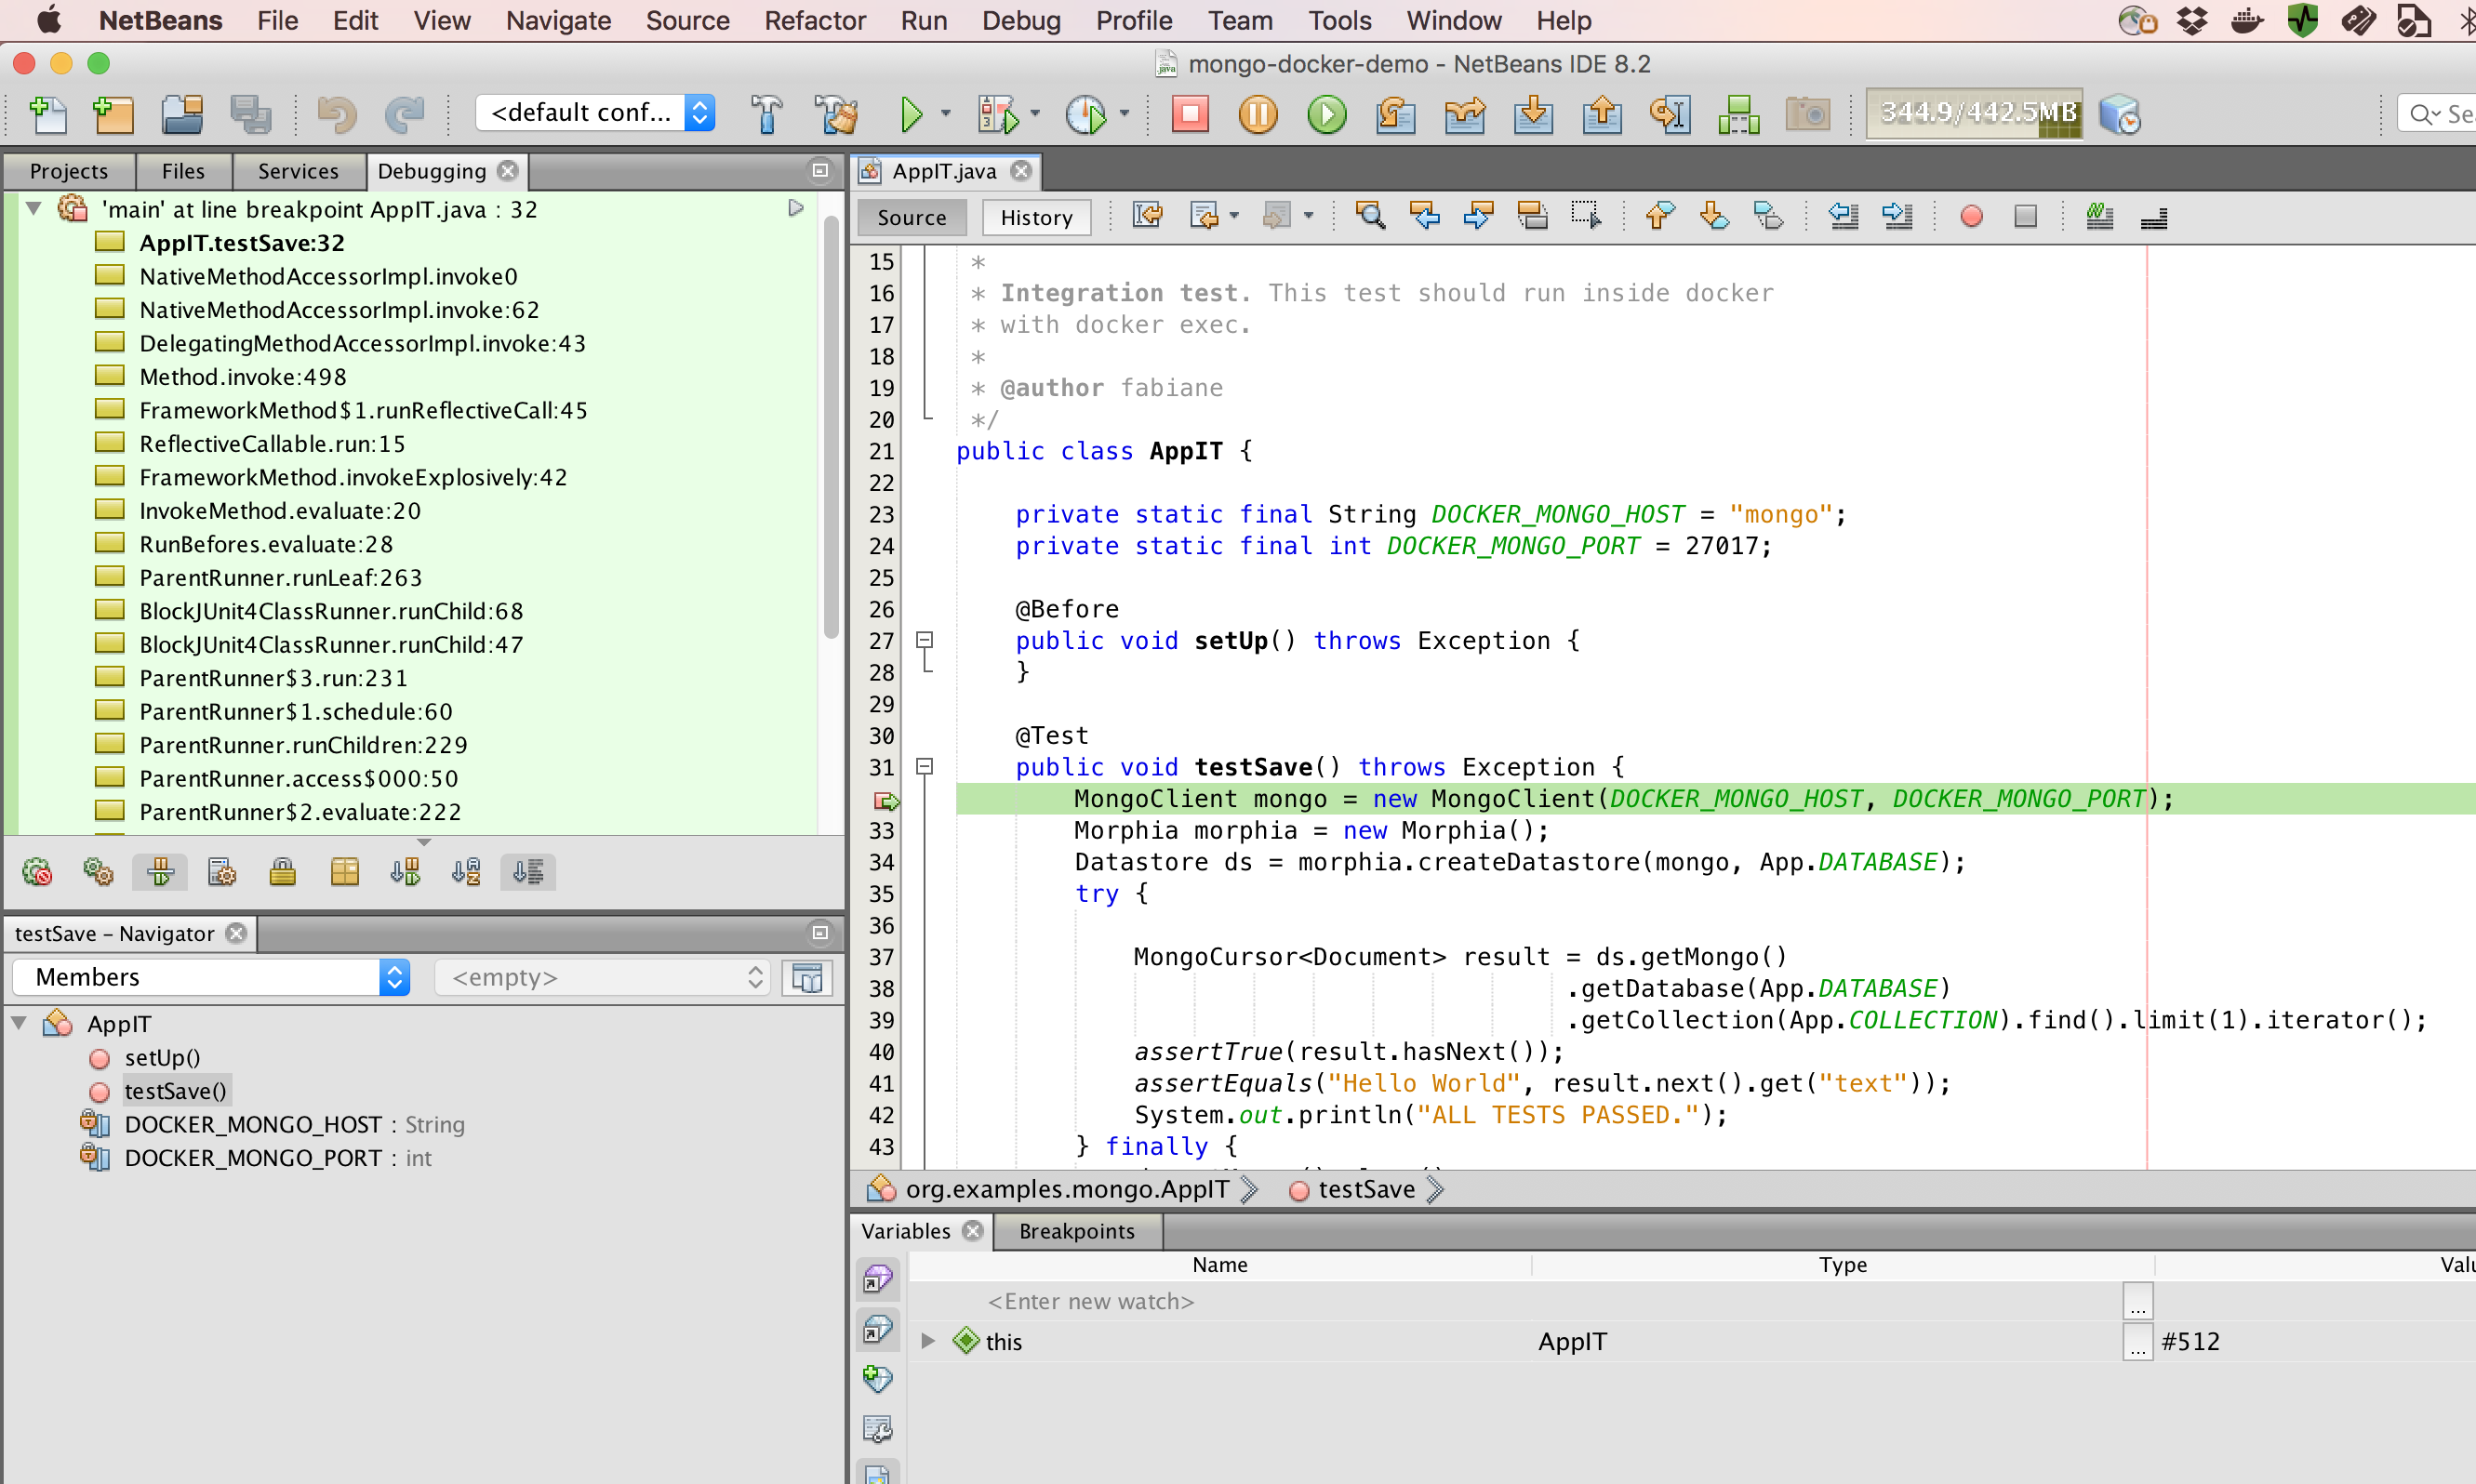 NetBeans File Edit View Navigate Source Refactor Run Debug Profile Team Tools Window Help
mongo-docker-demo - NetBeans IDE 8.2
<default conf...
344.9/442.5MB
Projects Files Services Debugging
'main' at line breakpoint AppIT.java : 32
AppIT.testSave:32
NativeMethodAccessorImpl.invoke0
NativeMethodAccessorImpl.invoke:62
DelegatingMethodAccessorImpl.invoke:43
Method.invoke:498
FrameworkMethod$1.runReflectiveCall:45
ReflectiveCallable.run:15
FrameworkMethod.invokeExplosively:42
InvokeMethod.evaluate:20
RunBefores.evaluate:28
ParentRunner.runLeaf:263
BlockJUnit4ClassRunner.runChild:68
BlockJUnit4ClassRunner.runChild:47
ParentRunner$3.run:231
ParentRunner$1.schedule:60
ParentRunner.runChildren:229
ParentRunner.access$000:50
ParentRunner$2.evaluate:222
testSave – Navigator
Members <empty>
AppIT
setUp()
testSave()
DOCKER_MONGO_HOST : String
DOCKER_MONGO_PORT : int
AppIT.java
Source History
15 *
16 * Integration test. This test should run inside docker
17 * with docker exec.
18 *
19 * @author fabiane
20 */
21 public class AppIT {
22
23 private static final String DOCKER_MONGO_HOST = "mongo";
24 private static final int DOCKER_MONGO_PORT = 27017;
25
26 @Before
27 public void setUp() throws Exception {
28 }
29
30 @Test
31 public void testSave() throws Exception {
MongoClient mongo = new MongoClient(DOCKER_MONGO_HOST, DOCKER_MONGO_PORT);
33 Morphia morphia = new Morphia();
34 Datastore ds = morphia.createDatastore(mongo, App.DATABASE);
35 try {
36
37 MongoCursor<Document> result = ds.getMongo()
38 .getDatabase(App.DATABASE)
39 .getCollection(App.COLLECTION).find().limit(1).iterator();
40 assertTrue(result.hasNext());
41 assertEquals("Hello World", result.next().get("text"));
42 System.out.println("ALL TESTS PASSED.");
43 } finally {
org.examples.mongo.AppIT testSave
Variables Breakpoints
Name Type
<Enter new watch> ...
this AppIT ... #512